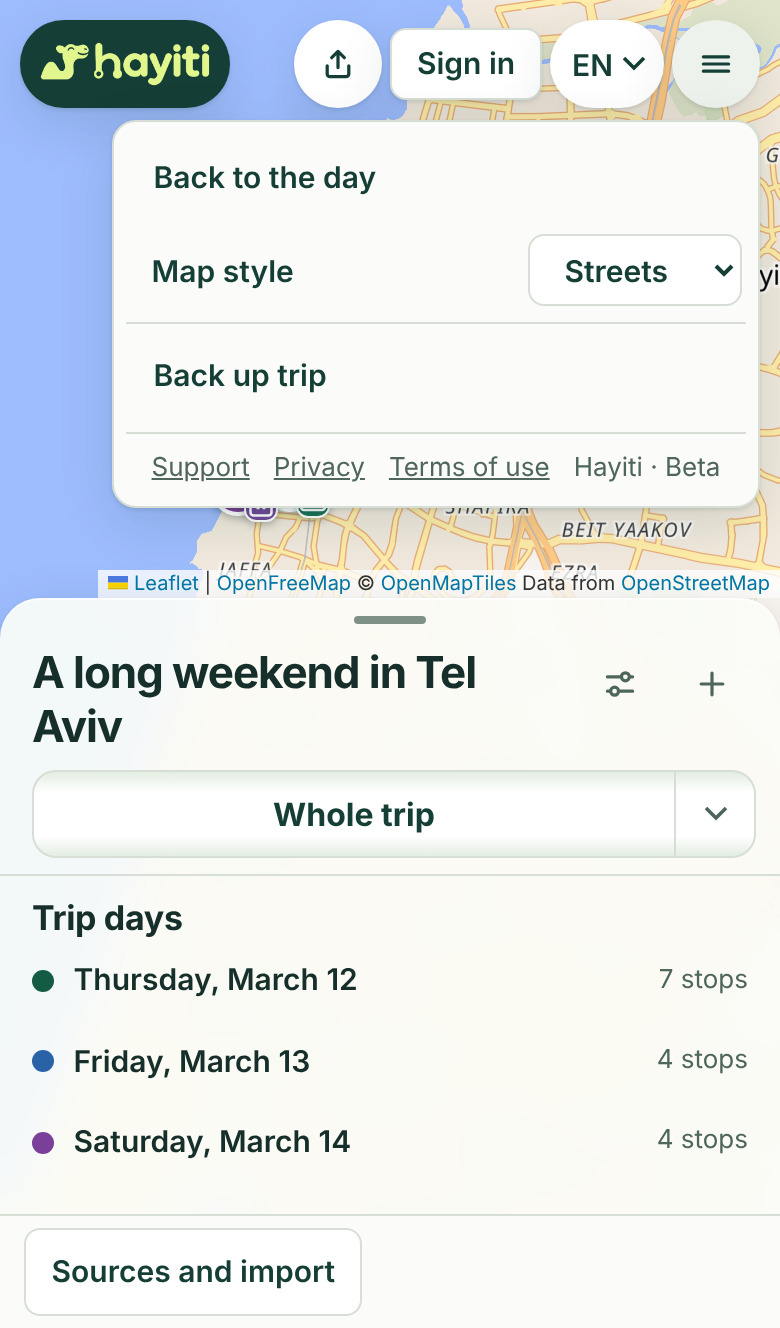 hayiti
Sign in
EN
Back to the day
Map style
Streets
Back up trip
Support Privacy Terms of use Hayiti · Beta
SHAPIRA
BEIT YAAKOV
JAFFA
EZRA
Leaflet | OpenFreeMap © OpenMapTiles Data from OpenStreetMap
A long weekend in Tel
Aviv
Whole trip
Trip days
Thursday, March 12
7 stops
Friday, March 13
4 stops
Saturday, March 14
4 stops
Sources and import